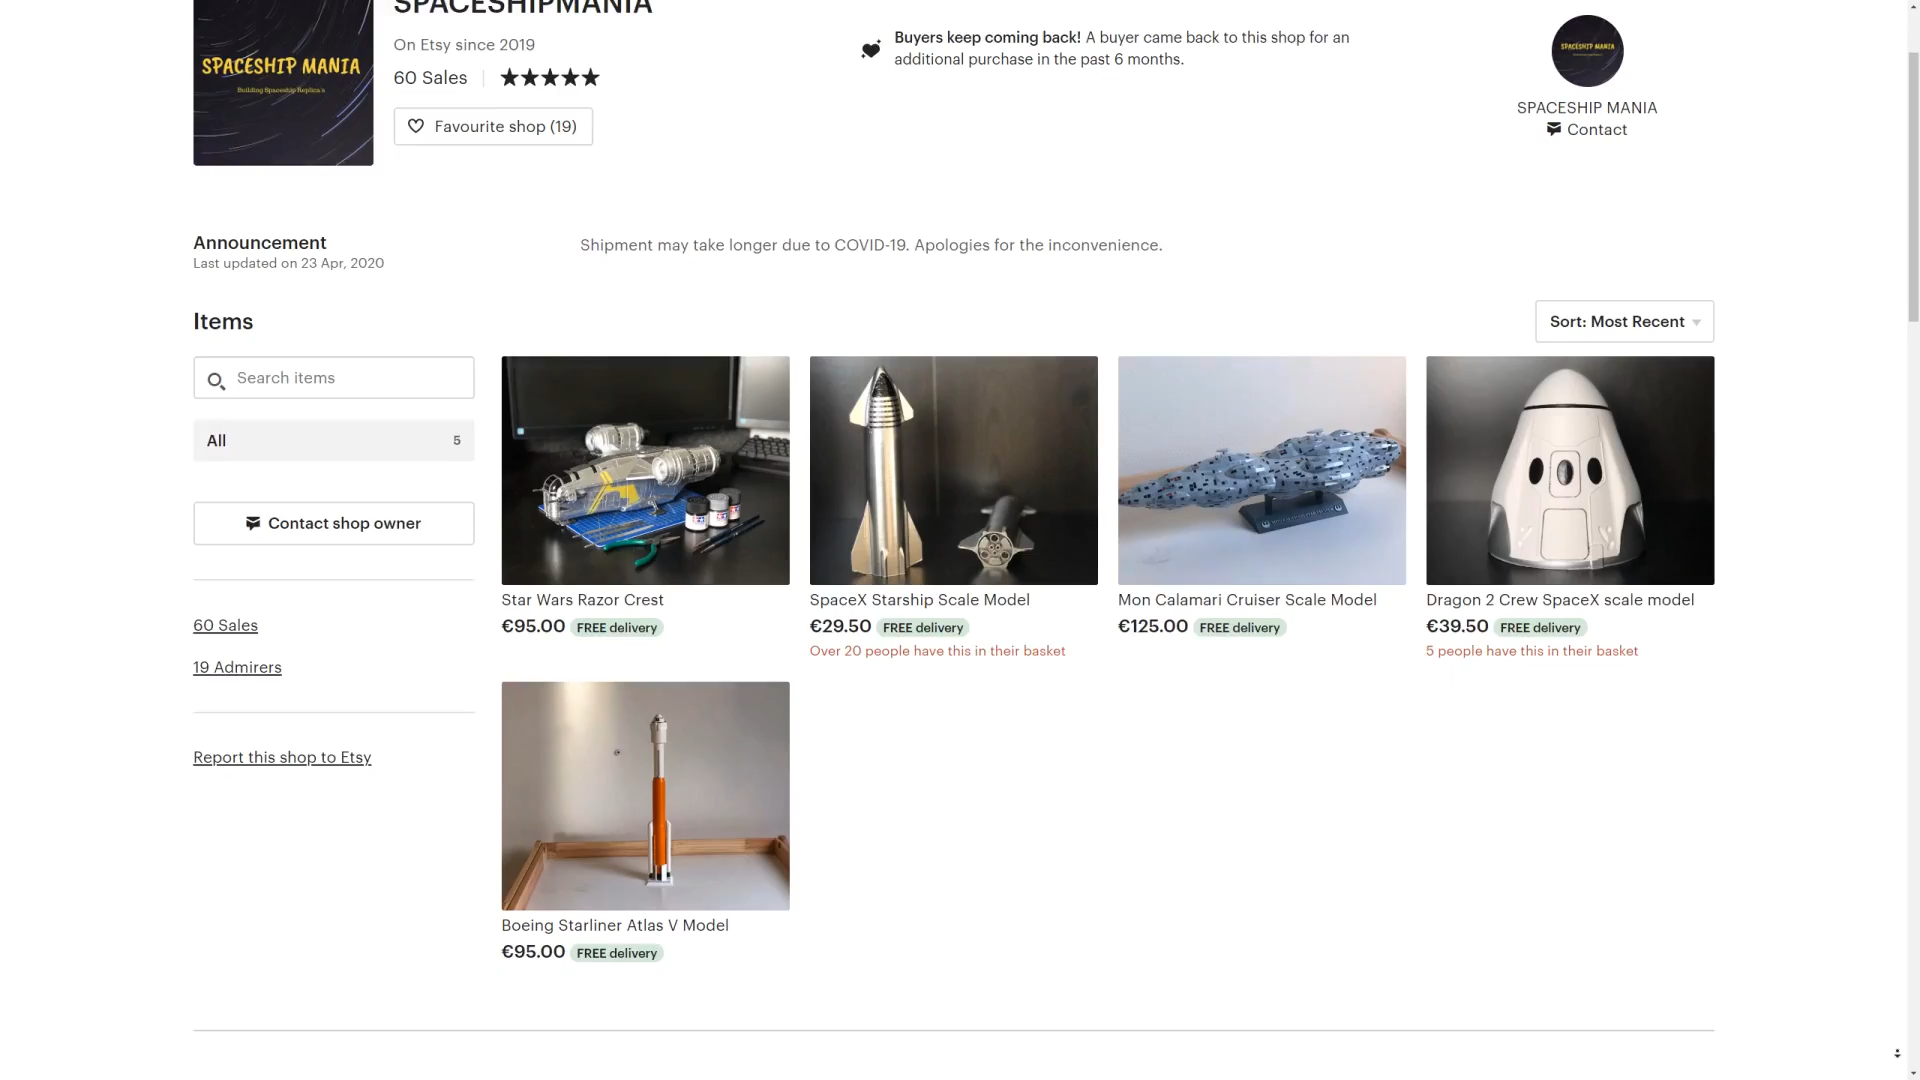 SPACESHIPMANIA
SPACESHIP MANIA
Building Spaceship Replica's
On Etsy since 2019
60 Sales
Favourite shop (19)
Buyers keep coming back! A buyer came back to this shop for an
additional purchase in the past 6 months.
SPACESHIP MANIA
SPACESHIP MANIA
Contact
Announcement
Last updated on 23 Apr, 2020
Shipment may take longer due to COVID-19. Apologies for the inconvenience.
Items
Sort: Most Recent
Search items
All 5
Contact shop owner
60 Sales
19 Admirers
Report this shop to Etsy
Star Wars Razor Crest
€95.00 FREE delivery
SpaceX Starship Scale Model
€29.50 FREE delivery
Over 20 people have this in their basket
Mon Calamari Cruiser Scale Model
€125.00 FREE delivery
Dragon 2 Crew SpaceX scale model
€39.50 FREE delivery
5 people have this in their basket
Boeing Starliner Atlas V Model
€95.00 FREE delivery